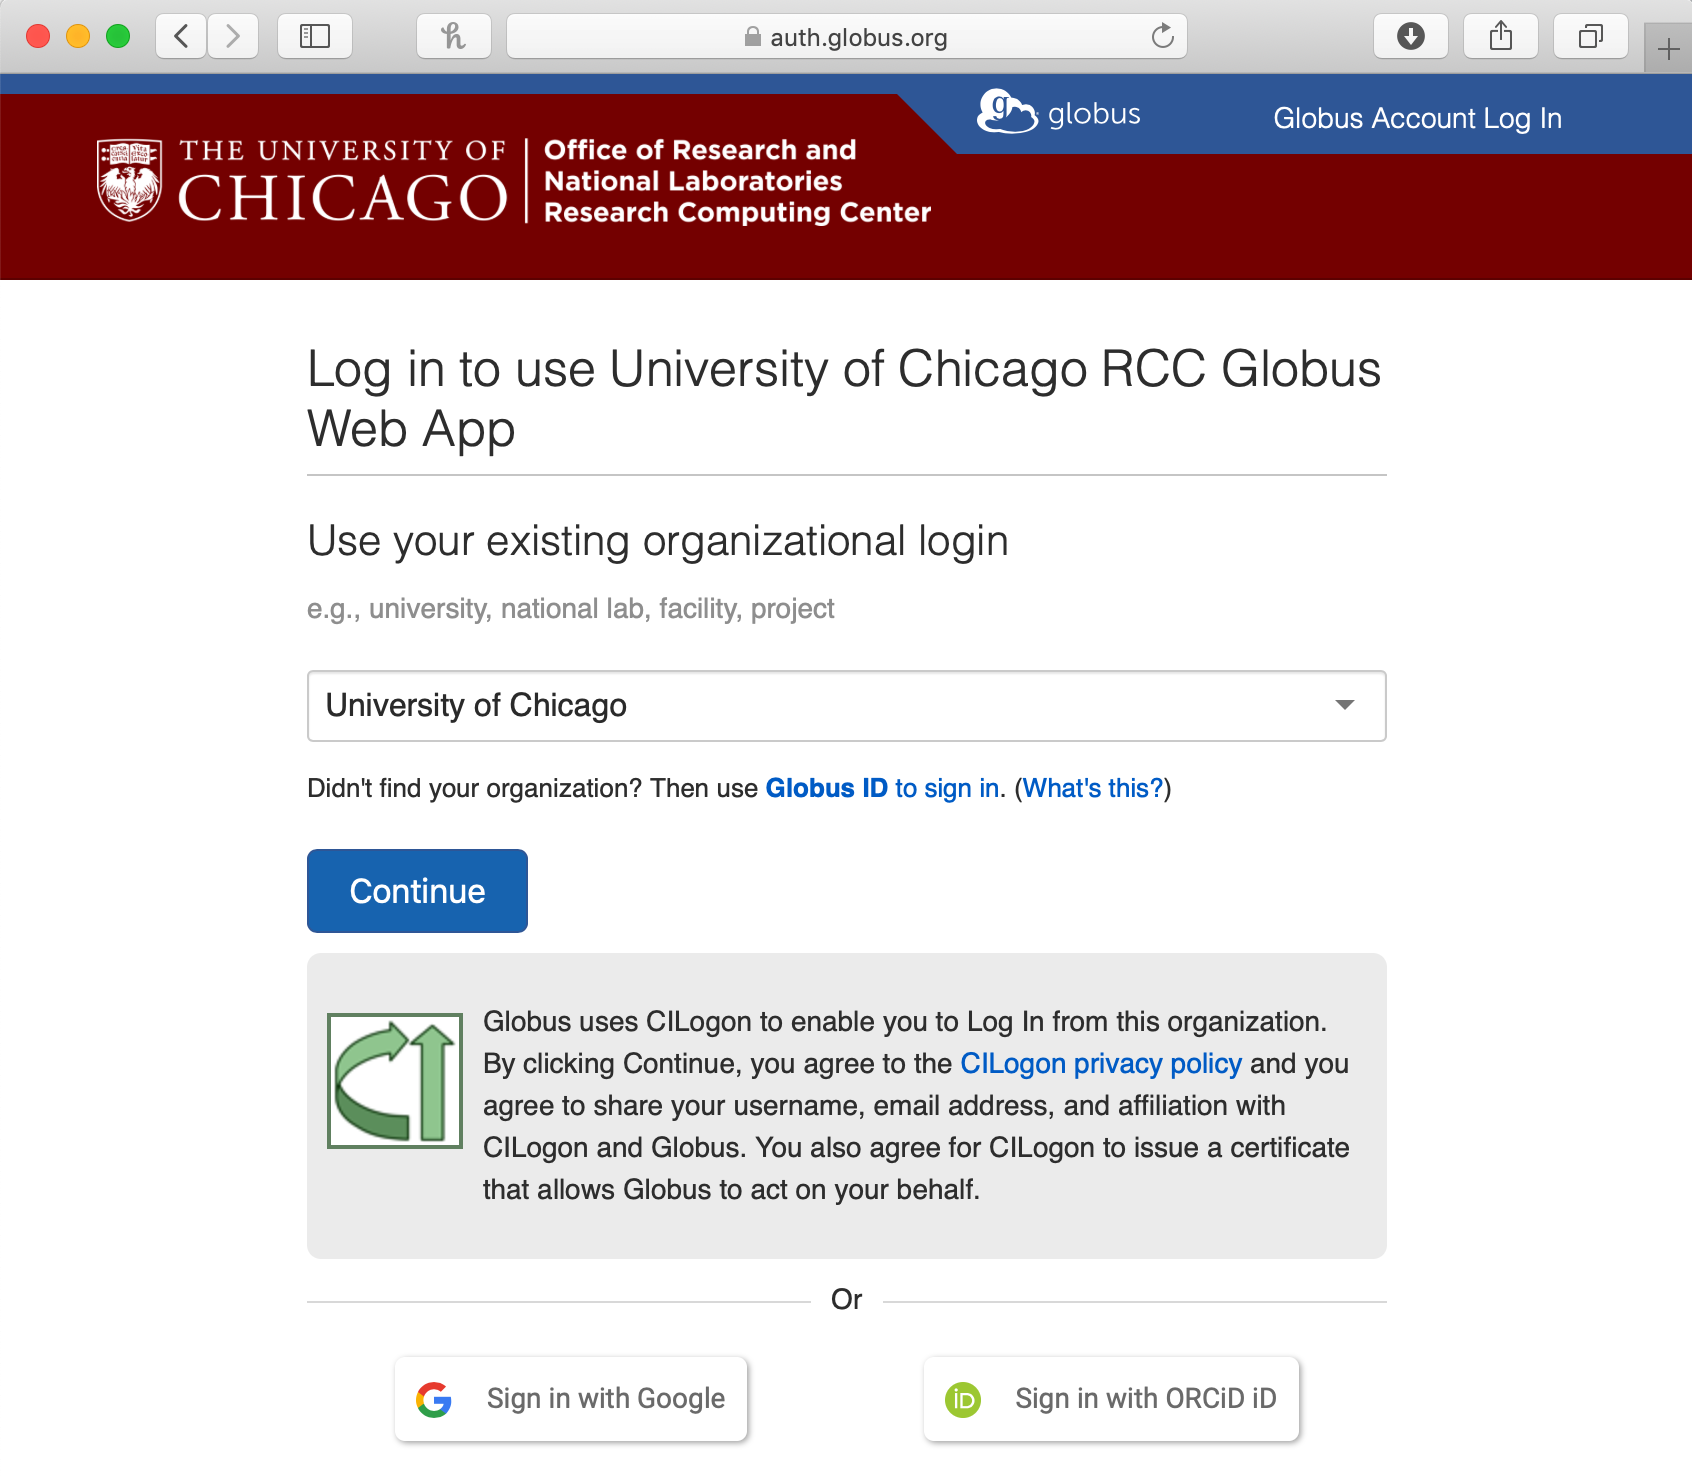 auth.globus.org
globus
Globus Account Log In
THE UNIVERSITY OF
CHICAGO
Office of Research and
National Laboratories
Research Computing Center
Log in to use University of Chicago RCC Globus
Web App
Use your existing organizational login
e.g., university, national lab, facility, project
University of Chicago
Didn't find your organization? Then use Globus ID to sign in. (What's this?)
Continue
Globus uses CILogon to enable you to Log In from this organization.
By clicking Continue, you agree to the CILogon privacy policy and you
agree to share your username, email address, and affiliation with
CILogon and Globus. You also agree for CILogon to issue a certificate
that allows Globus to act on your behalf.
Or
Sign in with Google
iD
Sign in with ORCiD iD